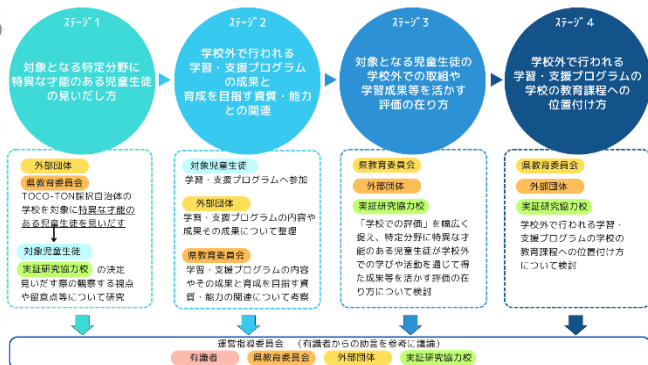 ｽﾃｰｼﾞ1
対象となる特定分野に
特異な才能のある児童生徒
の見いだし方
ｽﾃｰｼﾞ2
学校外で行われる
学習・支援プログラム
の成果と
育成を目指す資質・能力
との関連
ｽﾃｰｼﾞ3
対象となる児童生徒の
学校外での取組や
学習成果等を活かす
評価の在り方
ｽﾃｰｼﾞ4
学校外で行われる
学習・支援プログラムの
学校の教育課程への
位置付け方
外部団体
県教育委員会
TOCO-TON採択自治体の
学校を対象に特異な才能の
ある児童生徒を見いだす
対象児童生徒
実証研究協力校 の決定
見いだす際の観察する視点
や留意点等について研究
対象児童生徒
学習・支援プログラムへ参加
外部団体
学習・支援プログラムの内容や
成果その成果について整理
県教育委員会
学習・支援プログラムの内容
やその成果と育成を目指す資
質・能力の関連について考察
県教育委員会
外部団体
実証研究協力校
「学校での評価」を幅広く
捉え、特定分野に特異な才
能のある児童生徒が学校外
での学びや活動を通じて得
た成果等を活かす評価の在
り方について検討
県教育委員会
外部団体
実証研究協力校
学校外で行われる学習・
支援プログラムの学校の
教育課程への位置付け方
について検討
運営指導委員会 （有識者からの助言を参考に議論）
有識者 県教育委員会 外部団体 実証研究協力校